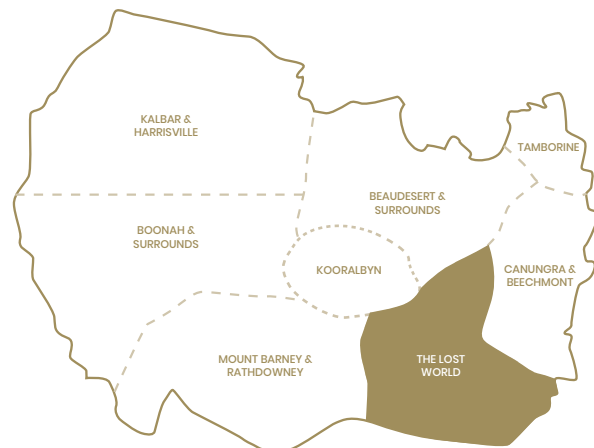 KALBAR &
HARRISVILLE
TAMBORINE
BEAUDESERT &
SURROUNDS
BOONAH &
SURROUNDS
KOORALBYN
CANUNGRA &
BEECHMONT
MOUNT BARNEY &
RATHDOWNEY
THE LOST
WORLD